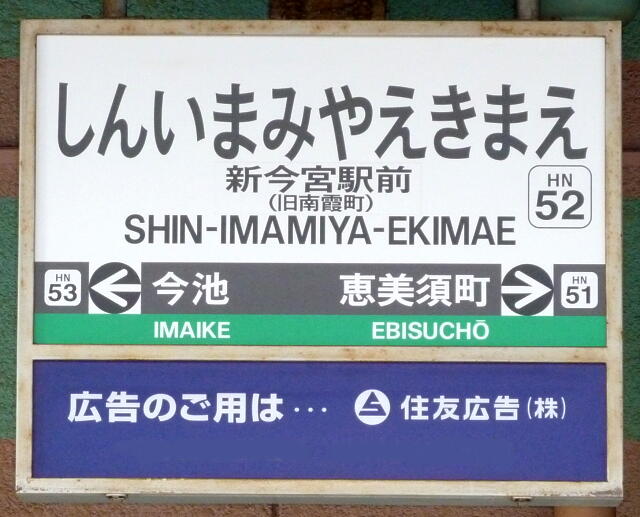 しんいまみやえきまえ
新今宮駅前
(旧南霞町)
HN
52
SHIN-IMAMIYA-EKIMAE
HN
53
今池
恵美須町
HN
51
IMAIKE
EBISUCHŌ
広告のご用は… 住友広告(株)